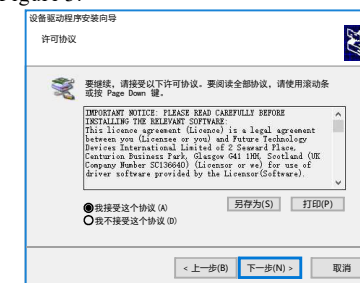 设备驱动程序安装向导
许可协议
要继续，请接受以下许可协议。要阅读全部协议，请使用滚动条
或按 Page Down 键。
IMPORTANT NOTICE: PLEASE READ CAREFULLY BEFORE
INSTALLING THE RELEVANT SOFTWARE:
This licence agreement (Licence) is a legal agreement
between you (Licensee or you) and Future Technology
Devices International Limited of 2 Seaward Place,
Centurion Business Park, Glasgow G41 1HH, Scotland (UK
Company Number SC136640) (Licensor or we) for use of
driver software provided by the Licensor(Software).
我接受这个协议(A)
另存为(S)
打印(P)
我不接受这个协议(D)
< 上一步(B)
下一步(N) >
取消